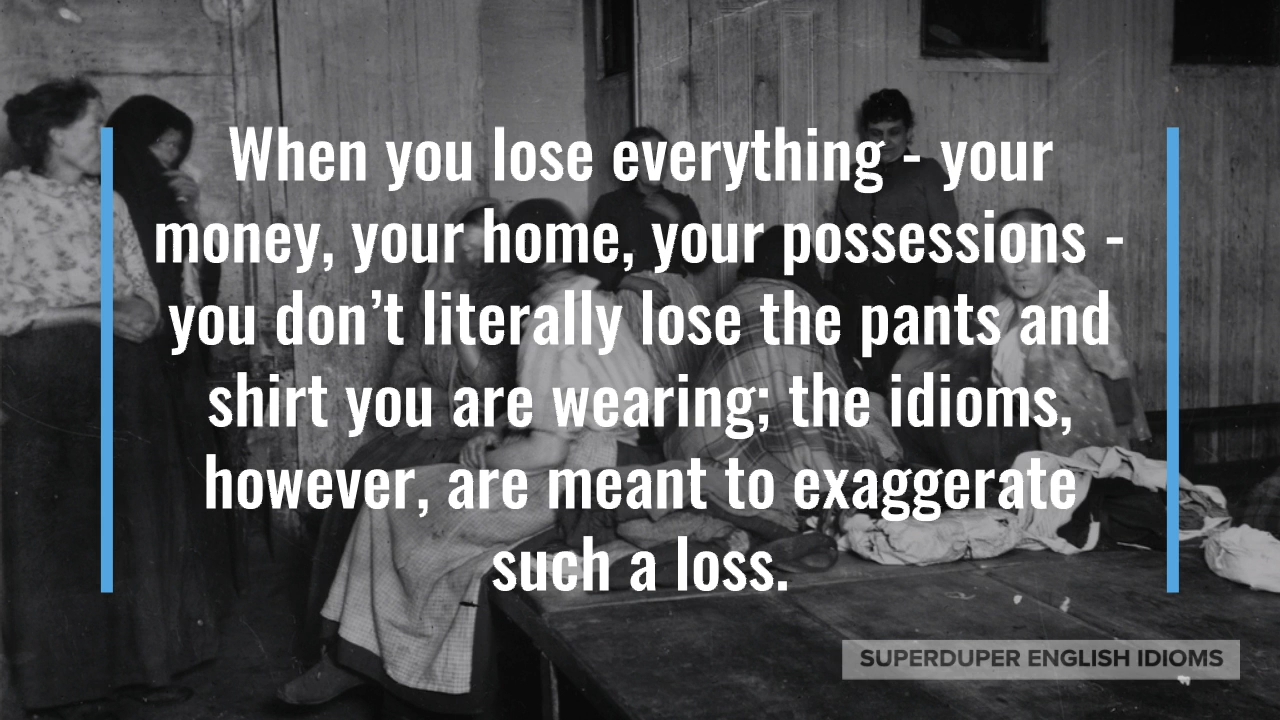 When you lose everything - your
money, your home, your possessions -
you don’t literally lose the pants and
shirt you are wearing; the idioms,
however, are meant to exaggerate
such a loss.
SUPERDUPER ENGLISH IDIOMS